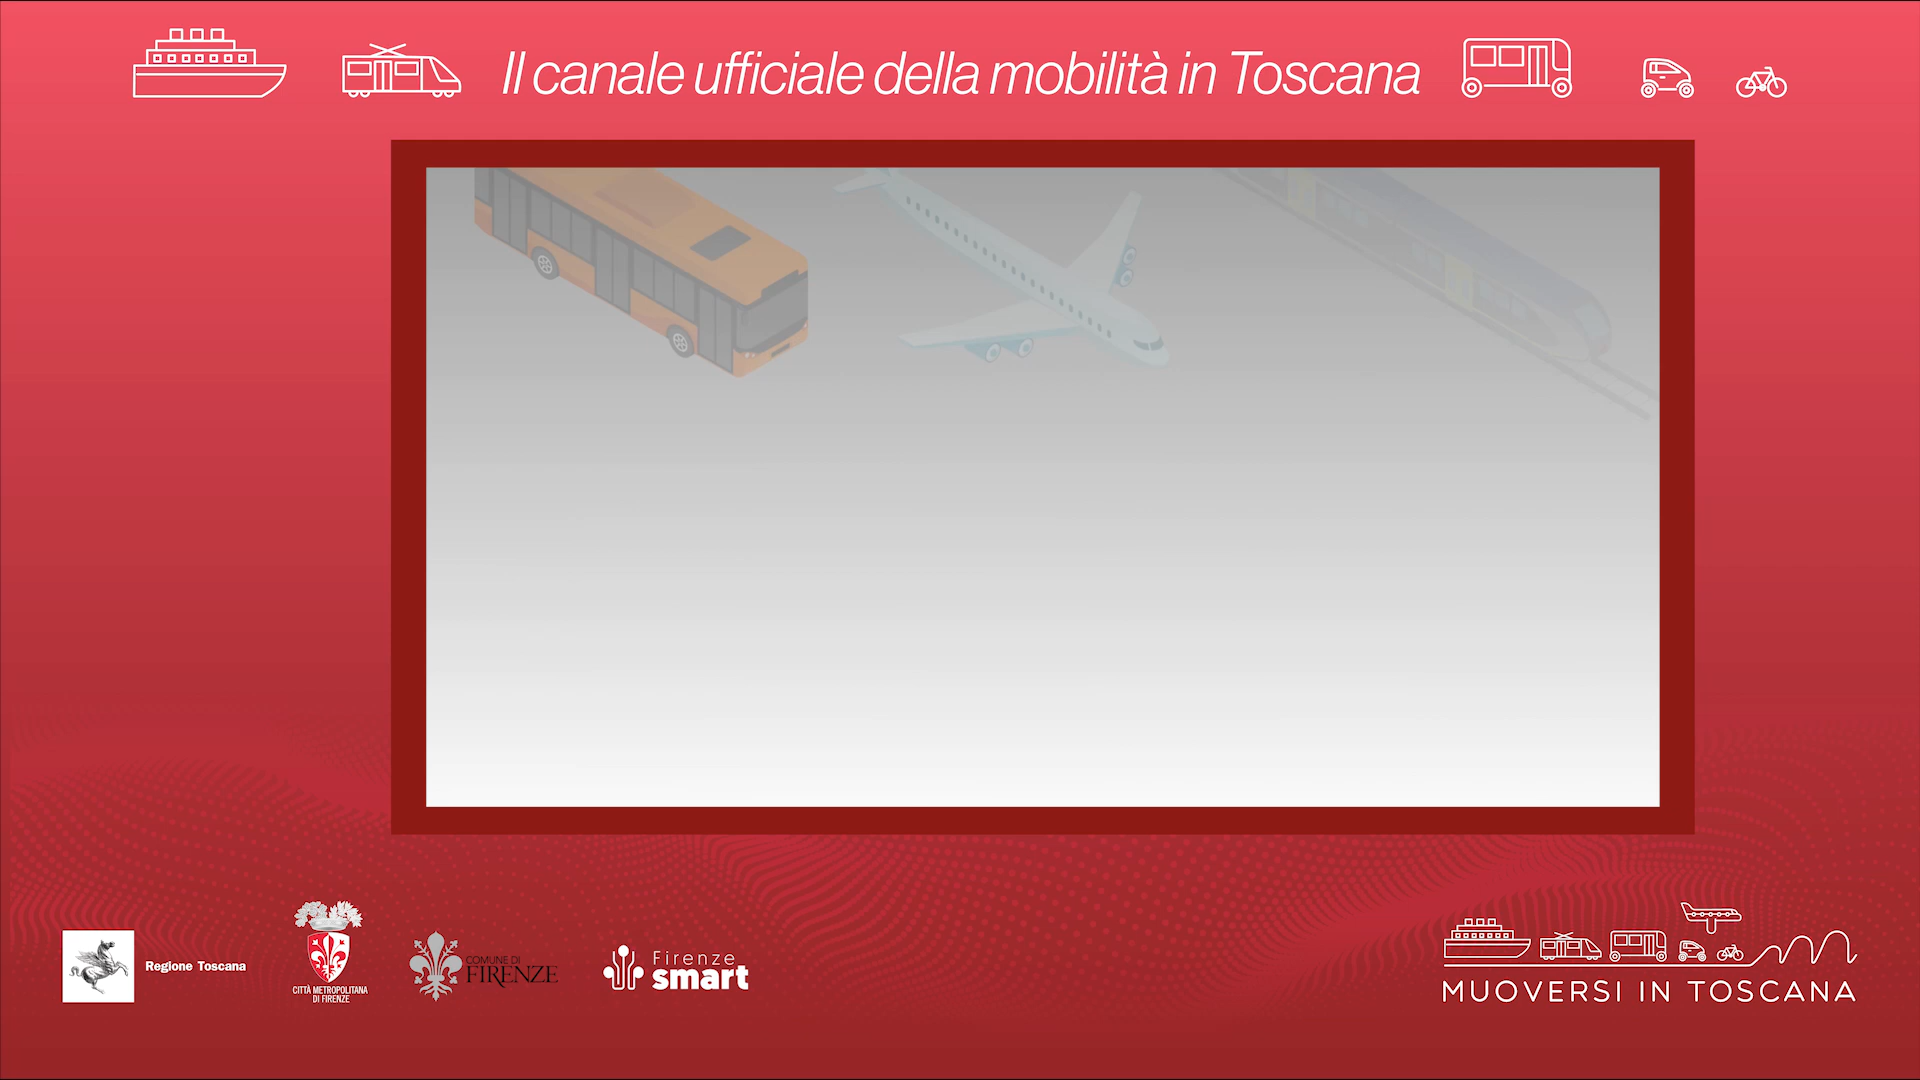 Il canale ufficiale della mobilità in Toscana
Regione Toscana
CITTÀ METROPOLITANA
DI FIRENZE
COMUNE DI
FIRENZE
Firenze
smart
MUOVERSI IN TOSCANA